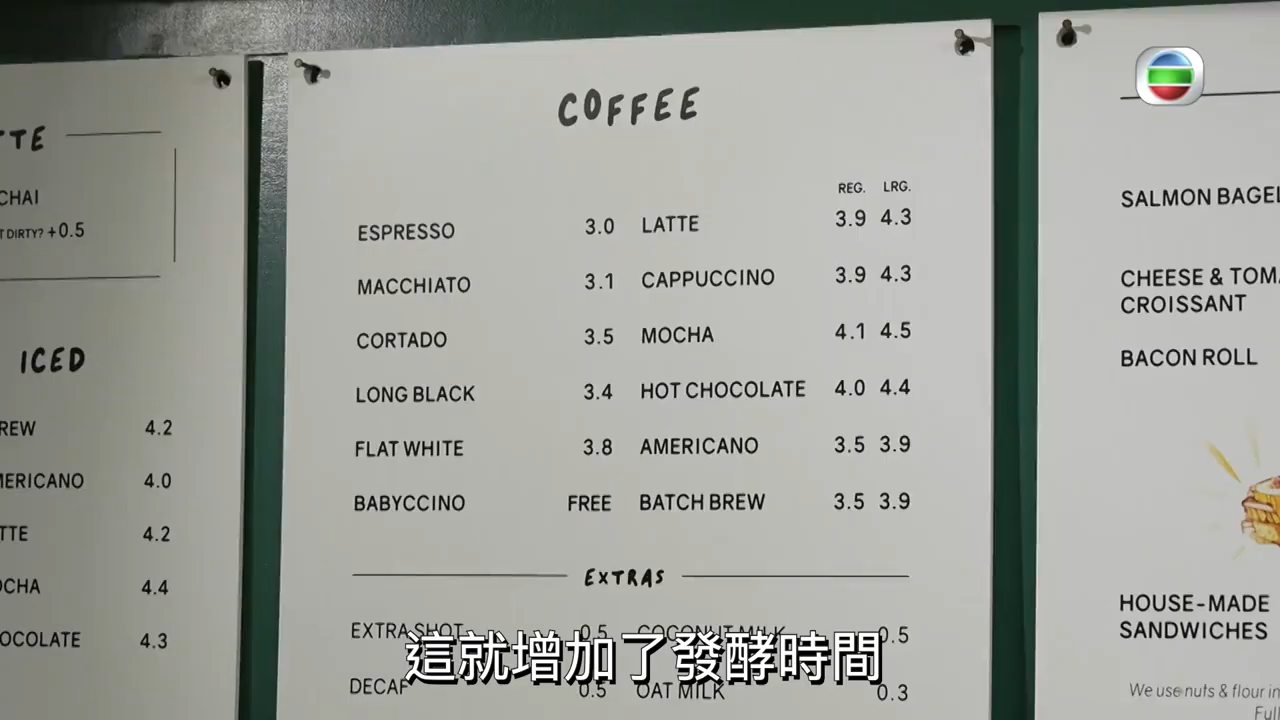 TTE
CHAI
T DIRTY? +0.5
ICED
REW 4.2
MERICANO 4.0
TTE 4.2
OCHA 4.4
OCOLATE 4.3
COFFEE
REG. LRG.
ESPRESSO 3.0 LATTE 3.9 4.3
MACCHIATO 3.1 CAPPUCCINO 3.9 4.3
CORTADO 3.5 MOCHA 4.1 4.5
LONG BLACK 3.4 HOT CHOCOLATE 4.0 4.4
FLAT WHITE 3.8 AMERICANO 3.5 3.9
BABYCCINO FREE BATCH BREW 3.5 3.9
EXTRAS
EXTRA SHOT 0.5 COCONUT MILK 0.5
DECAF 0.5 OAT MILK 0.3
SALMON BAGEL
CHEESE & TOMA
CROISSANT
BACON ROLL
HOUSE-MADE
SANDWICHES
We use nuts & flour in
Full
這就增加了發酵時間